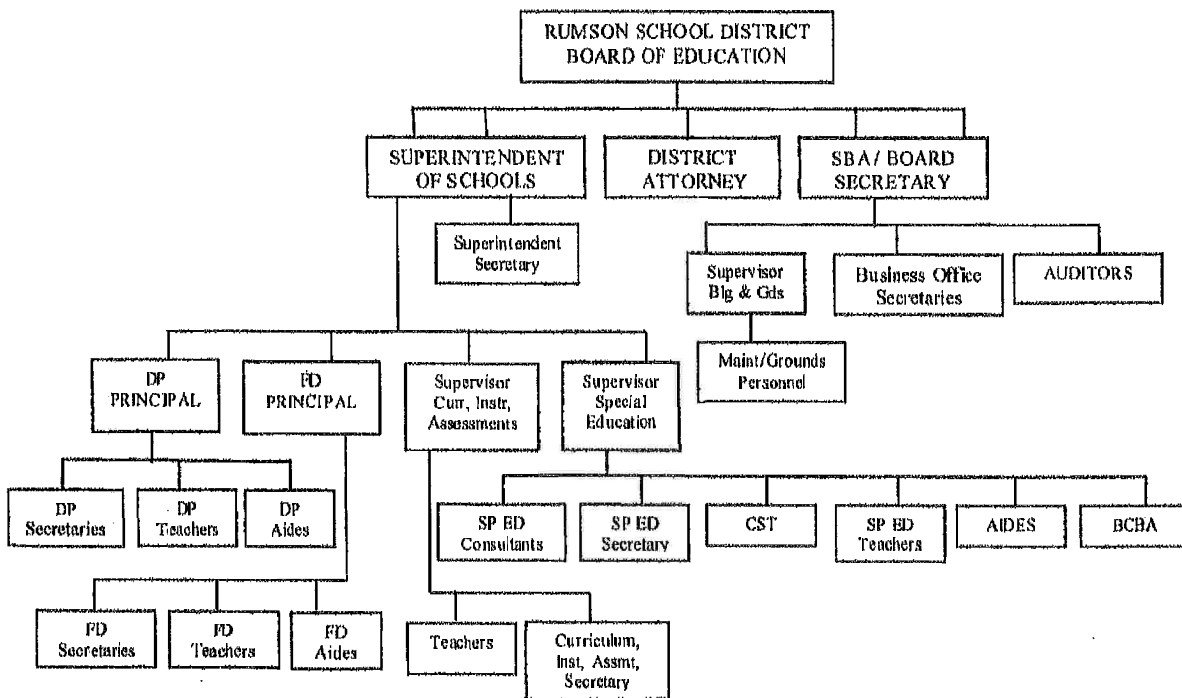 RUMSON SCHOOL DISTRICT
BOARD OF EDUCATION
SUPERINTENDENT
OF SCHOOLS
DISTRICT
ATTORNEY
SBA / BOARD
SECRETARY
Superintendent
Secretary
Supervisor
Blg & Gds
Business Office
Secretaries
AUDITORS
Maint/Grounds
Personnel
DP
PRINCIPAL
FD
PRINCIPAL
Supervisor
Curr, Instr,
Assessments
Supervisor
Special
Education
DP
Secretaries
DP
Teachers
DP
Aides
SP ED
Consultants
SP ED
Secretary
CST
SP ED
Teachers
AIDES
BCBA
FD
Secretaries
FD
Teachers
FD
Aides
Teachers
Curriculum,
Inst, Assmt,
Secretary